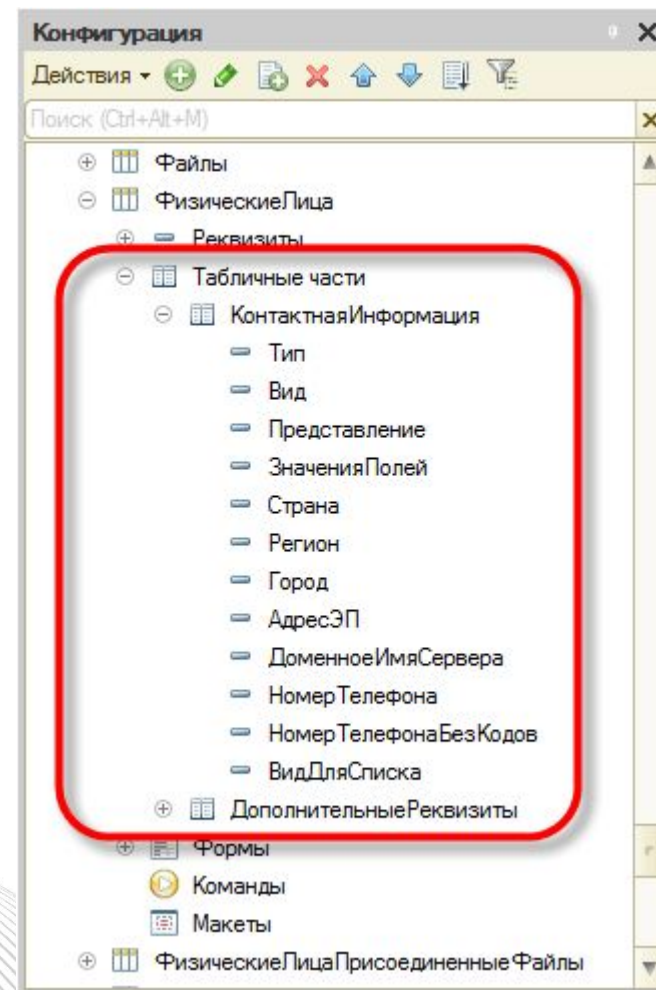 Конфигурация
Действия
Поиск (Ctrl+Alt+M)
Файлы
ФизическиеЛица
Реквизиты
Табличные части
КонтактнаяИнформация
Тип
Вид
Представление
ЗначенияПолей
Страна
Регион
Город
АдресЭП
ДоменноеИмяСервера
НомерТелефона
НомерТелефонаБезКодов
ВидДляСписка
ДополнительныеРеквизиты
Формы
Команды
Макеты
ФизическиеЛицаПрисоединенныеФайлы